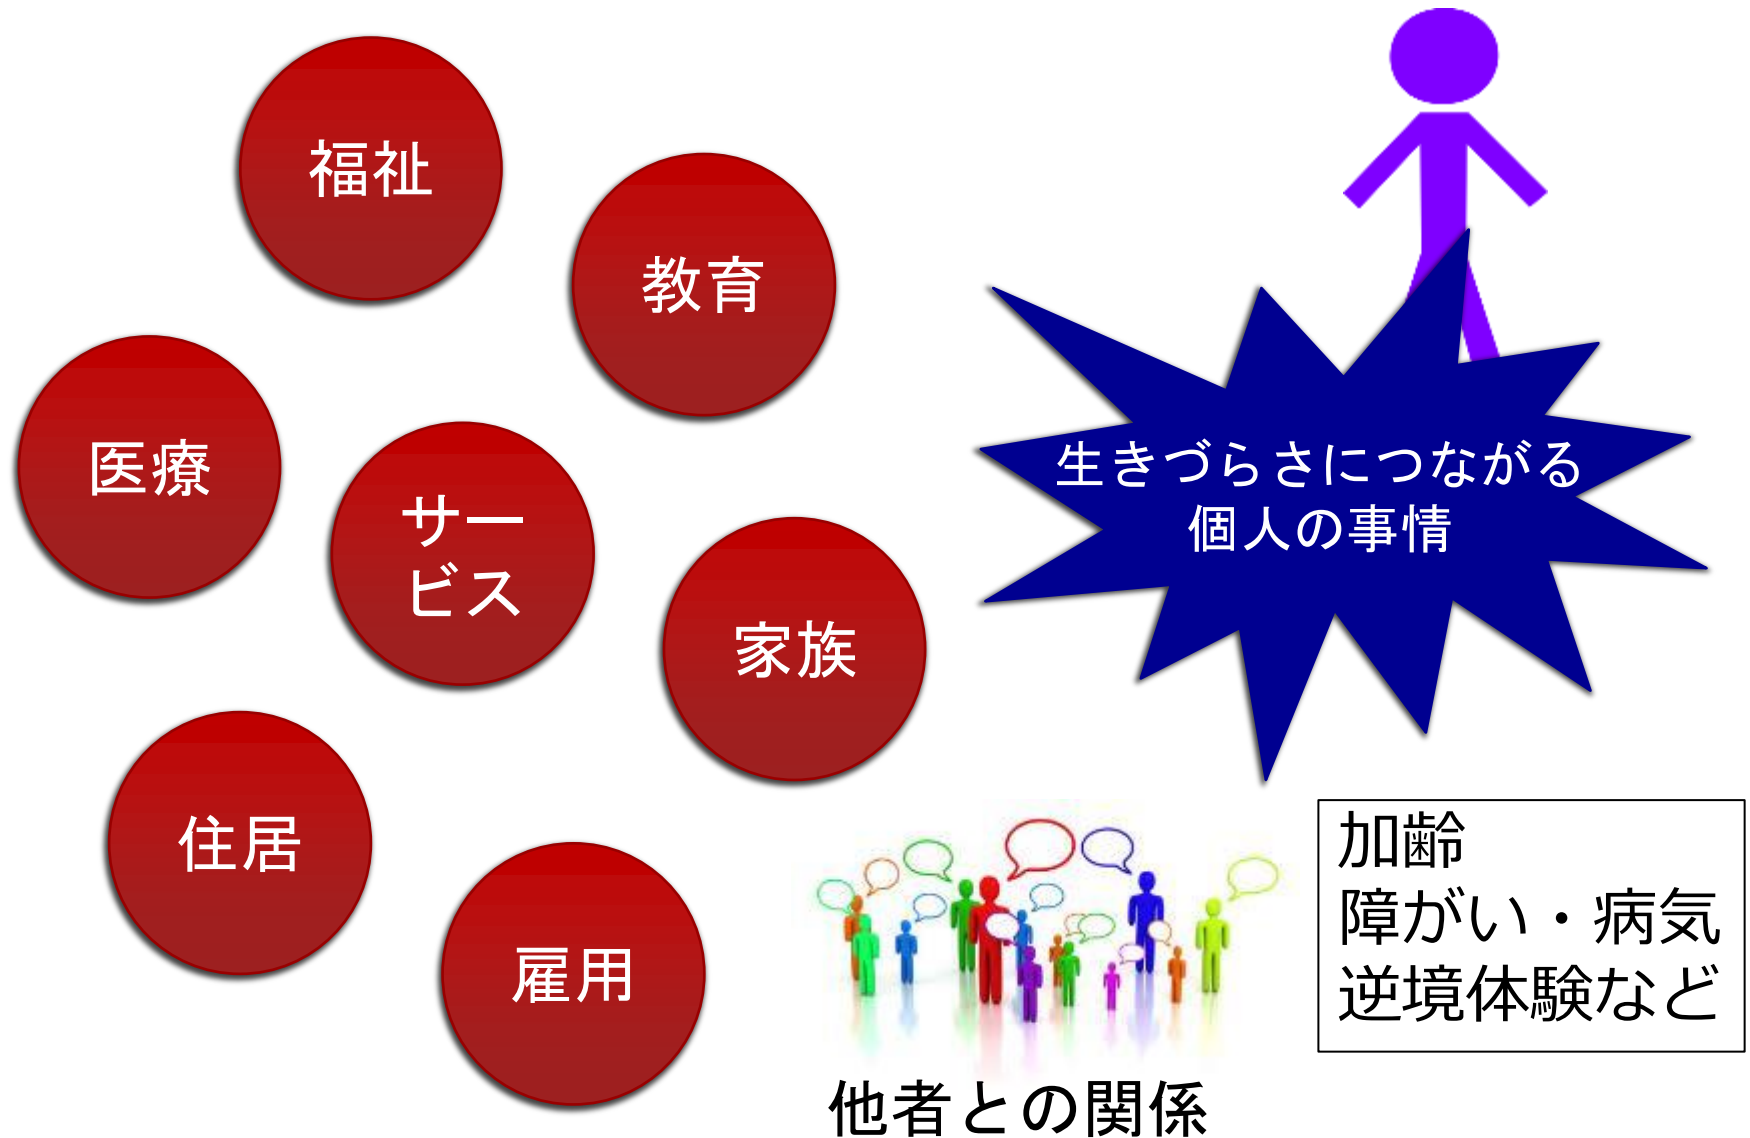 福祉
教育
医療
サー
ビス
家族
住居
雇用
生きづらさにつながる
個人の事情
加齢
障がい・病気
逆境体験など
他者との関係